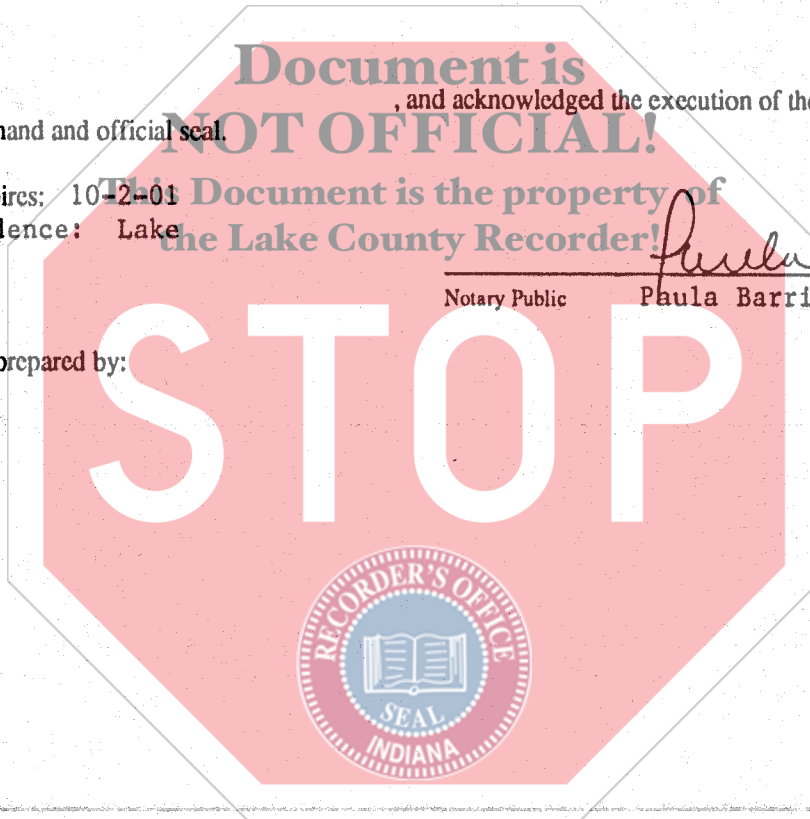 Document is
, and acknowledged the execution of the
hand and official seal.
NOT OFFICIAL!
This Document is the property of
ires: 10-2-01
the Lake County Recorder!
lence: Lake
Paula
Notary Public Paula Barri
prepared by:
STOP
RECORDER'S OFFICE
SEAL
INDIANA